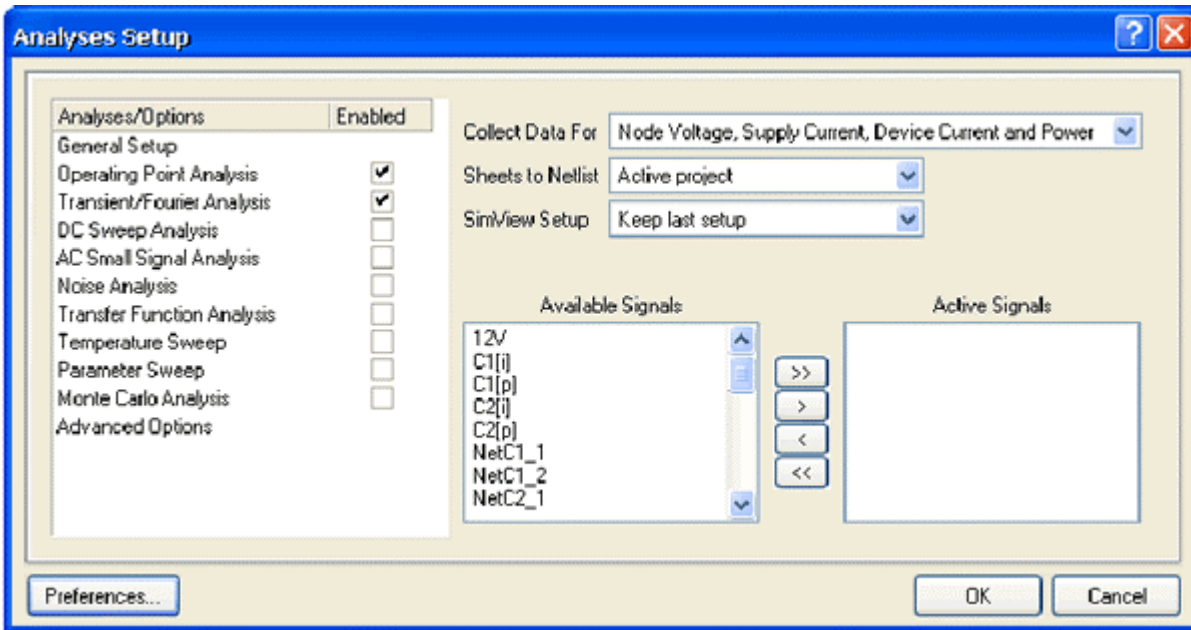 Analyses Setup
Analyses/Options Enabled
General Setup
Operating Point Analysis
Transient/Fourier Analysis
DC Sweep Analysis
AC Small Signal Analysis
Noise Analysis
Transfer Function Analysis
Temperature Sweep
Parameter Sweep
Monte Carlo Analysis
Advanced Options
Collect Data For Node Voltage, Supply Current, Device Current and Power
Sheets to Netlist Active project
SimView Setup Keep last setup
Available Signals
12V
C1[i]
C1[p]
C2[i]
C2[p]
NetC1_1
NetC1_2
NetC2_1
>>
>
<
<<
Active Signals
Preferences...
OK
Cancel